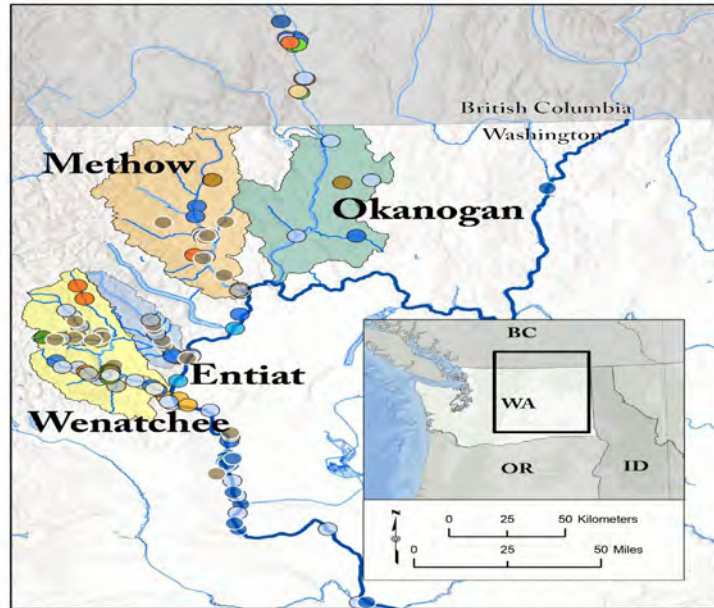 British Columbia
Washington
Methow
Okanogan
Entiat
Wenatchee
BC
WA
OR
ID
N
0 25 50 Kilometers
0 25 50 Miles